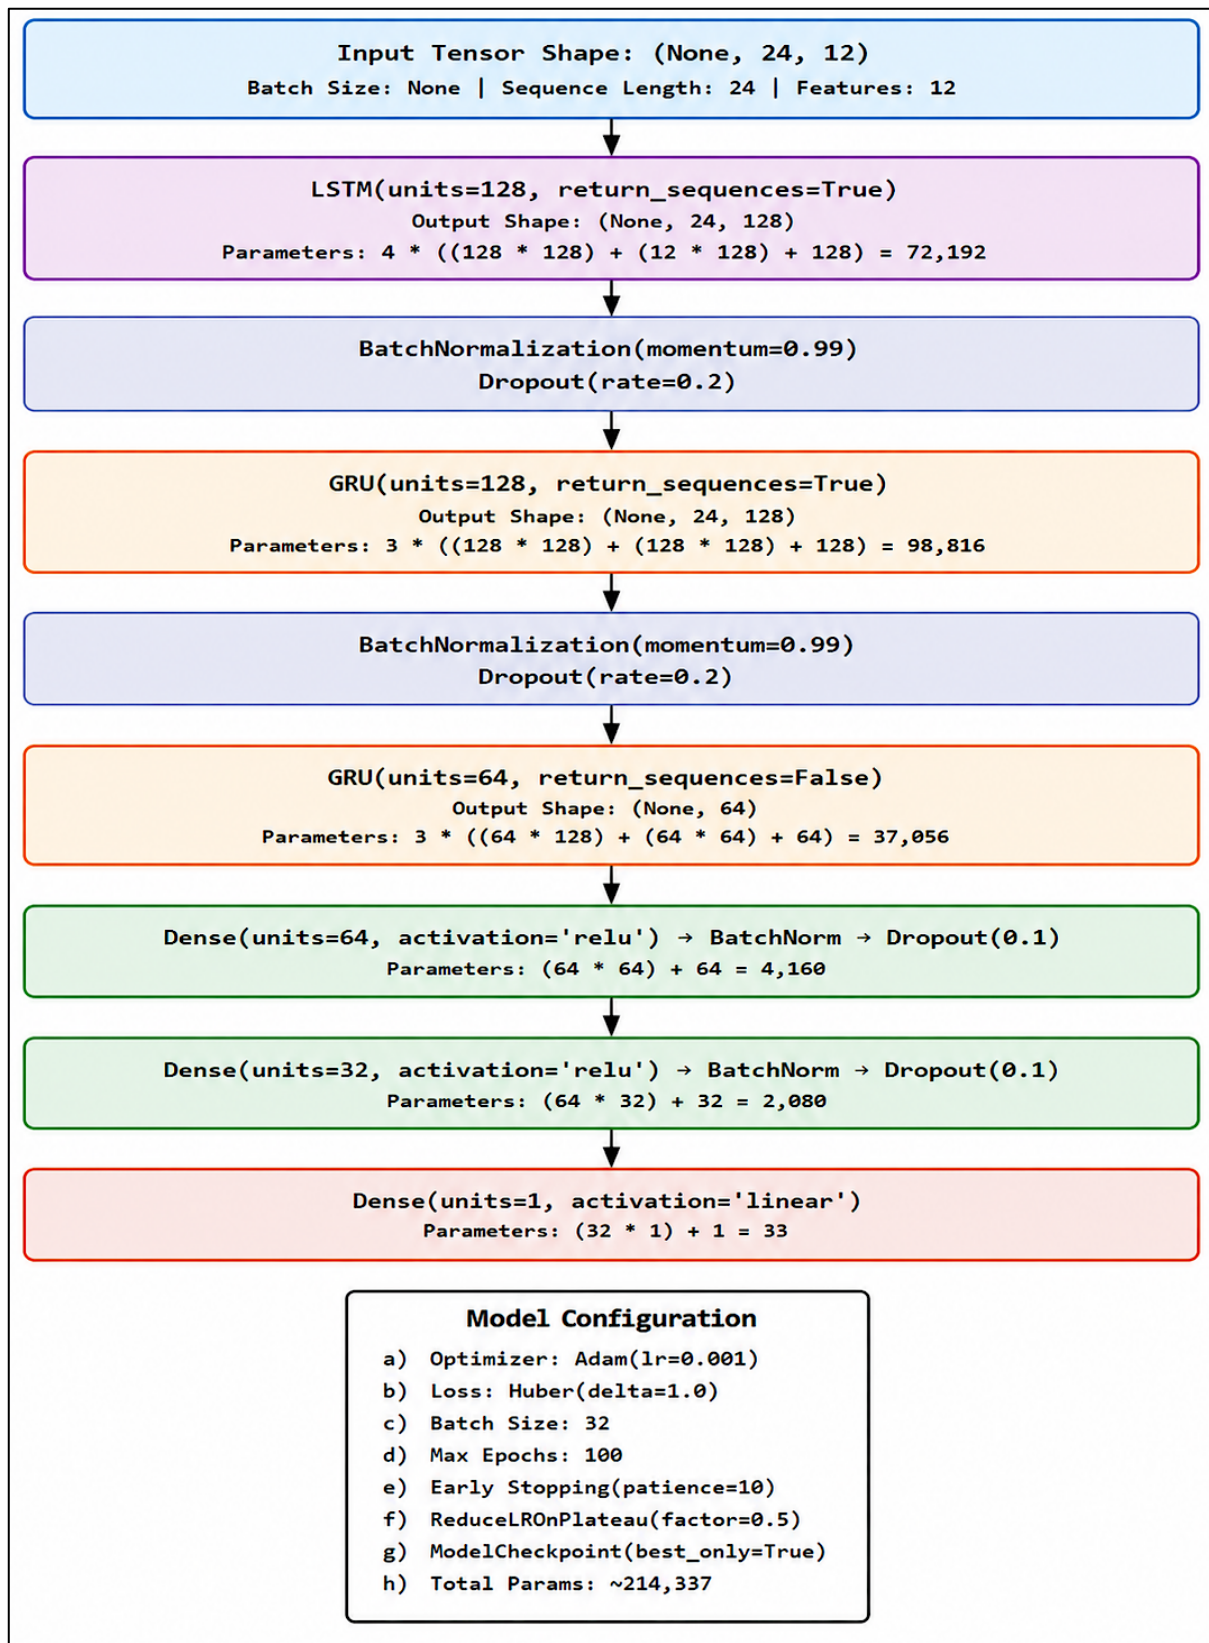 Input Tensor Shape: (None, 24, 12)
Batch Size: None | Sequence Length: 24 | Features: 12
LSTM(units=128, return_sequences=True)
Output Shape: (None, 24, 128)
Parameters: 4 * ((128 * 128) + (12 * 128) + 128) = 72,192
BatchNormalization(momentum=0.99)
Dropout(rate=0.2)
GRU(units=128, return_sequences=True)
Output Shape: (None, 24, 128)
Parameters: 3 * ((128 * 128) + (128 * 128) + 128) = 98,816
BatchNormalization(momentum=0.99)
Dropout(rate=0.2)
GRU(units=64, return_sequences=False)
Output Shape: (None, 64)
Parameters: 3 * ((64 * 128) + (64 * 64) + 64) = 37,056
Dense(units=64, activation='relu') → BatchNorm → Dropout(0.1)
Parameters: (64 * 64) + 64 = 4,160
Dense(units=32, activation='relu') → BatchNorm → Dropout(0.1)
Parameters: (64 * 32) + 32 = 2,080
Dense(units=1, activation='linear')
Parameters: (32 * 1) + 1 = 33
Model Configuration
a) Optimizer: Adam(lr=0.001)
b) Loss: Huber(delta=1.0)
c) Batch Size: 32
d) Max Epochs: 100
e) Early Stopping(patience=10)
f) ReduceLROnPlateau(factor=0.5)
g) ModelCheckpoint(best_only=True)
h) Total Params: ~214,337